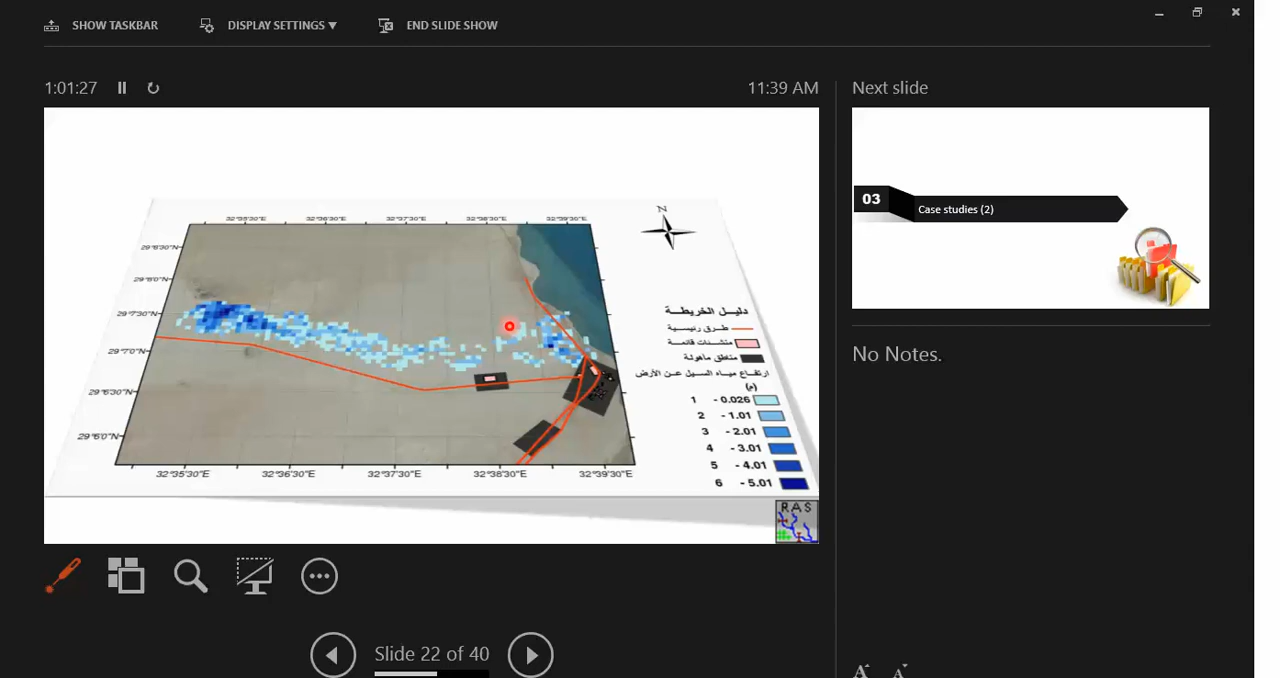 SHOW TASKBAR
DISPLAY SETTINGS ▼
END SLIDE SHOW
1:01:27
11:39 AM
Next slide
32°35'30"E 32°36'30"E 32°37'30"E 32°38'30"E 32°39'30"E
N
29°8'30"N
29°8'0"N
29°7'30"N
29°7'0"N
29°6'30"N
29°6'0"N
32°35'30"E 32°36'30"E 32°37'30"E 32°38'30"E 32°39'30"E
دليل الخريطة
طرق رئيسية
منشئات قائمة
مناطق مأهولة
ارتفاع مياه السيل عن الأرض
(م)
1 - 0.026
2 - 1.01
3 - 2.01
4 - 3.01
5 - 4.01
6 - 5.01
RAS
03
Case studies (2)
No Notes.
Slide 22 of 40
A A